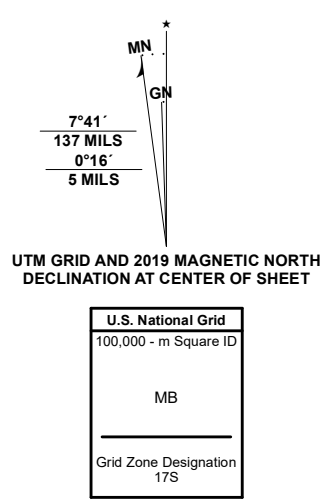 MN
GN
7°41´
137 MILS
0°16´
5 MILS
UTM GRID AND 2019 MAGNETIC NORTH
DECLINATION AT CENTER OF SHEET
U.S. National Grid
100,000 - m Square ID
MB
Grid Zone Designation
17S